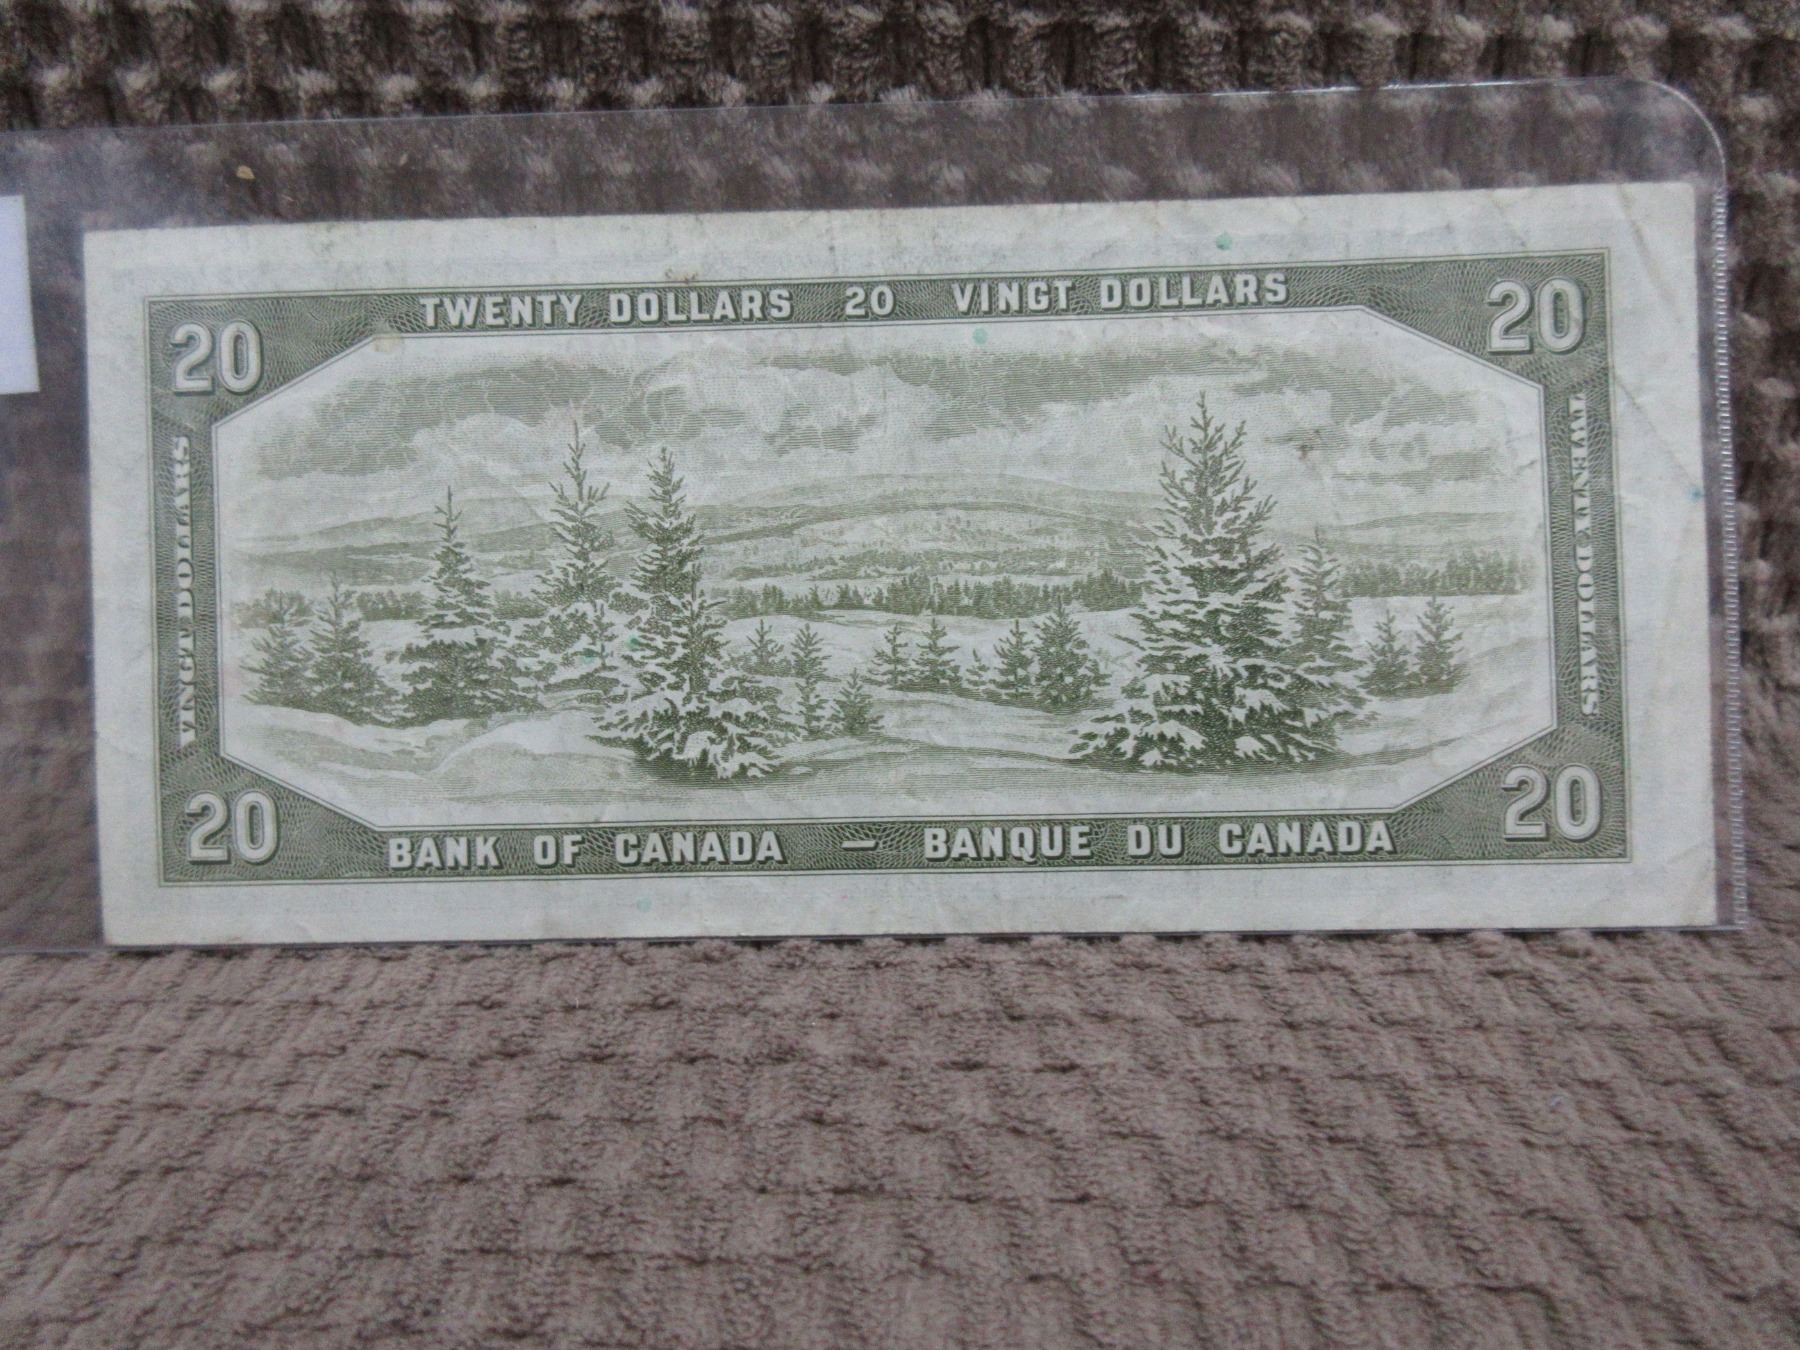 TWENTY DOLLARS 20 VINGT DOLLARS
20
20
VINGT DOLLARS
TWENTY DOLLARS
20
20
BANK OF CANADA — BANQUE DU CANADA